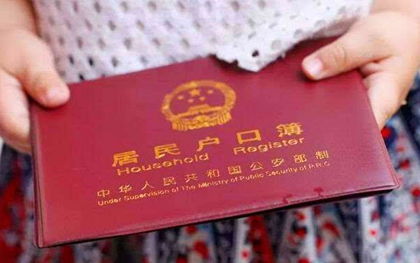 居民户口簿
Household Register
中华人民共和国公安部制
Under Supervision of The Ministry of Public Security of P.R.C